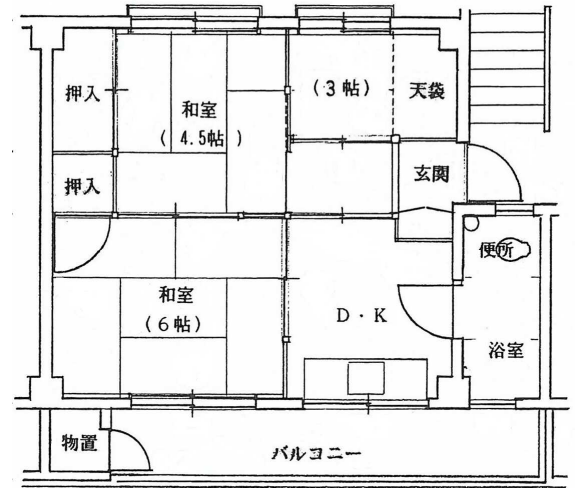 押入
和室
(4.5帖)
(3帖)
天袋
押入
玄関
便所
和室
(6帖)
D・K
浴室
物置
バルコニー